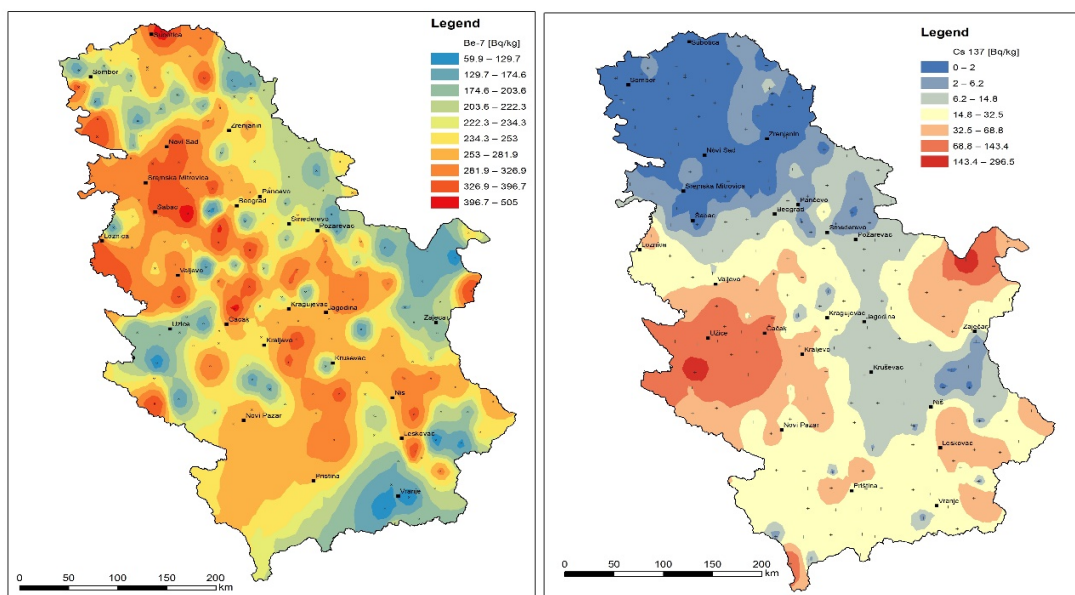 Legend
Be-7 [Bq/kg]
59.9 – 129.7
129.7 – 174.6
174.6 – 203.6
203.6 – 222.3
222.3 – 234.3
234.3 – 253
253 – 281.9
281.9 – 326.9
326.9 – 396.7
396.7 – 505
Sombor
Zrenjanin
Novi Sad
Sremska Mitrovica
Pancevo
Beograd
Šabac
Smederevo
Požarevac
Loznica
Valjevo
Kragujevac
Jagodina
Zaječar
Užice
Čačak
Kraljevo
Krusevac
Nis
Novi Pazar
Leskovac
Pristina
Vranje
0 50 100 150 200
km
Legend
Cs 137 [Bq/kg]
0 – 2
2 – 6.2
6.2 – 14.8
14.8 – 32.5
32.5 – 68.8
68.8 – 143.4
143.4 – 296.5
Sombor
Zrenjanin
Novi Sad
Sremska Mitrovica
Pančevo
Beograd
Šabac
Smederevo
Požarevac
Loznica
Valjevo
Kragujevac
Jagodina
Zaječar
Užice
Čačak
Kraljevo
Kruševac
Niš
Novi Pazar
Leskovac
Priština
Vranje
0 50 100 150 200
km